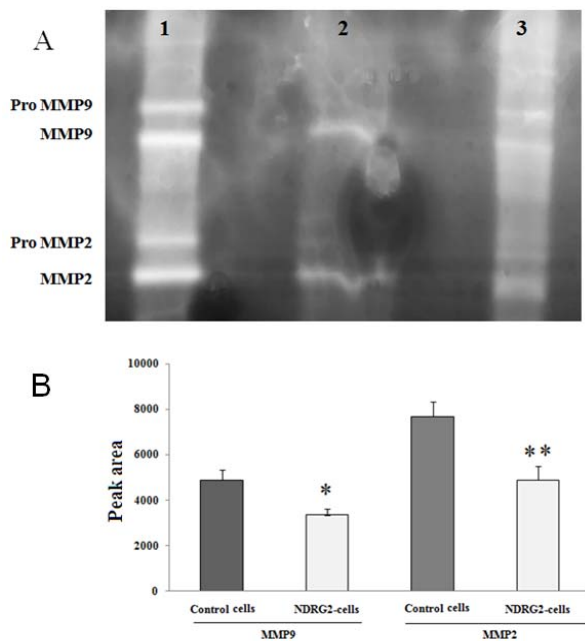 A
1 2 3
Pro MMP9
MMP9
Pro MMP2
MMP2
B
Peak area
10000
8000
6000
4000
2000
0
* **
Control cells NDRG2-cells Control cells NDRG2-cells
MMP9 MMP2